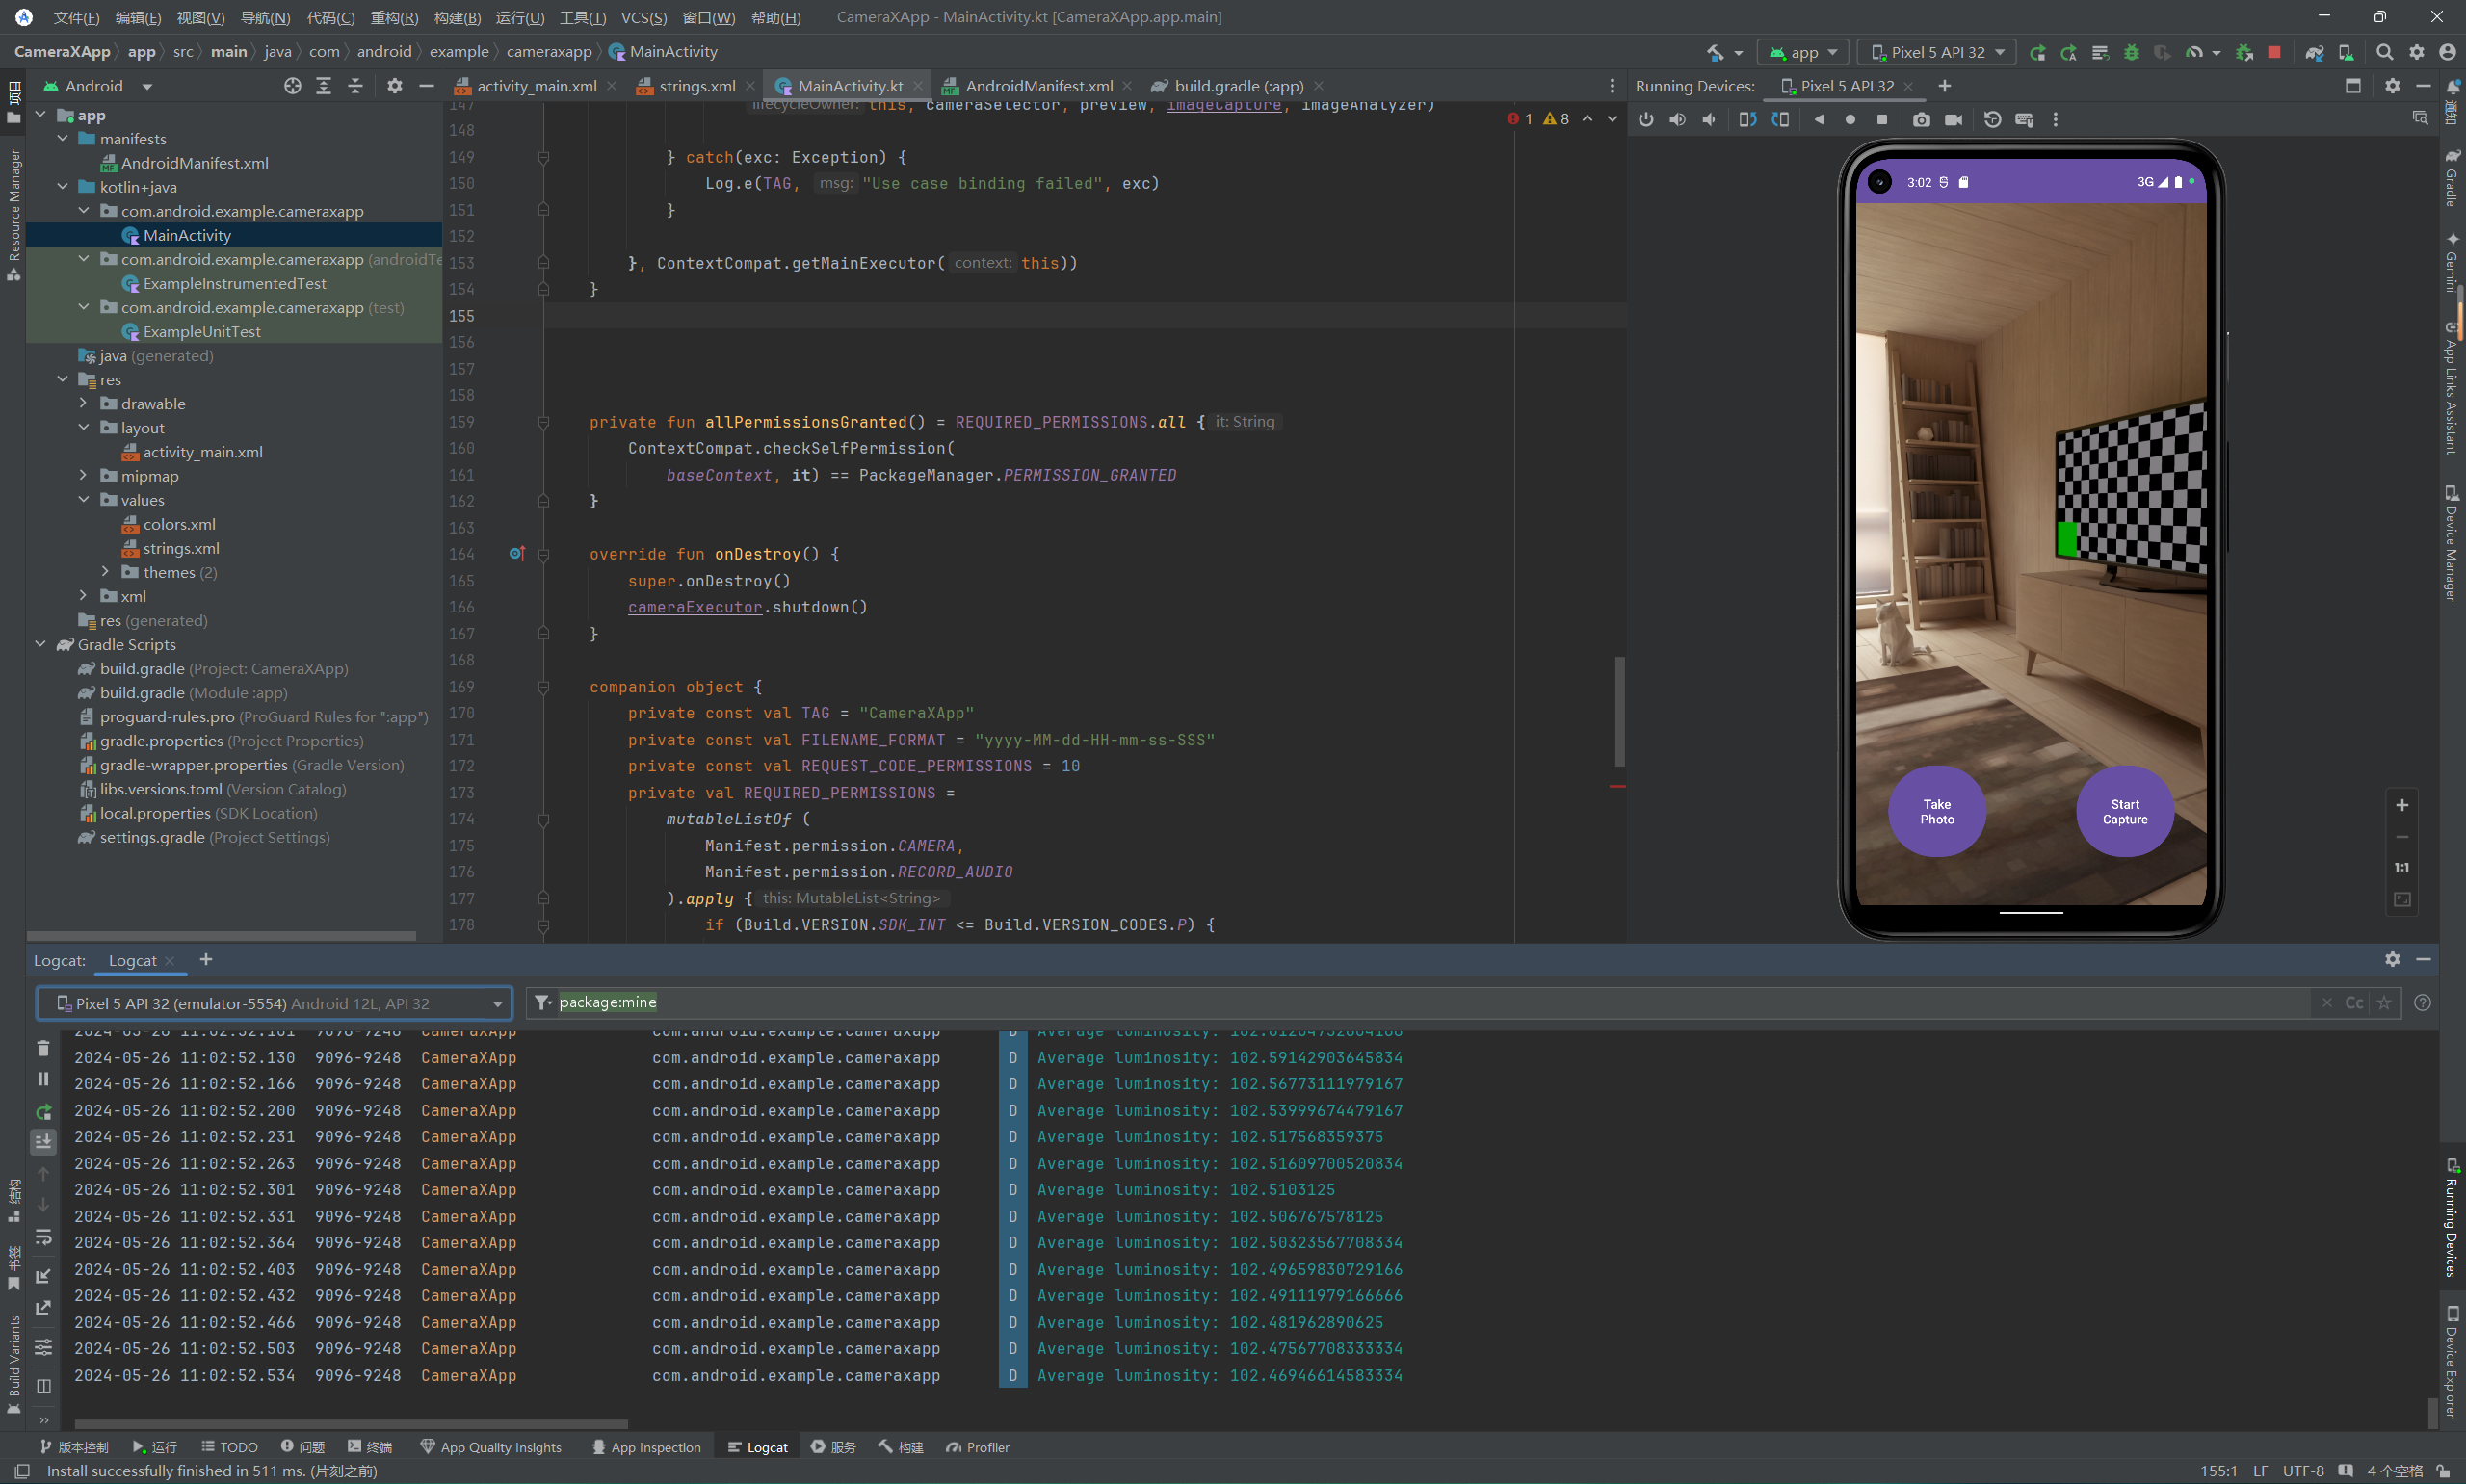 文件(F) 编辑(E) 视图(V) 导航(N) 代码(C) 重构(R) 构建(B) 运行(U) 工具(T) VCS(S) 窗口(W) 帮助(H) CameraXApp - MainActivity.kt [CameraXApp.app.main]
CameraXApp app src main java com android example cameraxapp MainActivity
app Pixel 5 API 32
项目
Resource Manager
结构
书签
Build Variants
Android
app
manifests
AndroidManifest.xml
kotlin+java
com.android.example.cameraxapp
MainActivity
com.android.example.cameraxapp (androidTe
ExampleInstrumentedTest
com.android.example.cameraxapp (test)
ExampleUnitTest
java (generated)
res
drawable
layout
activity_main.xml
mipmap
values
colors.xml
strings.xml
themes (2)
xml
res (generated)
Gradle Scripts
build.gradle (Project: CameraXApp)
build.gradle (Module :app)
proguard-rules.pro (ProGuard Rules for ":app")
gradle.properties (Project Properties)
gradle-wrapper.properties (Gradle Version)
libs.versions.toml (Version Catalog)
local.properties (SDK Location)
settings.gradle (Project Settings)
activity_main.xml strings.xml MainActivity.kt AndroidManifest.xml build.gradle (:app)
1 8
147 lifecycleOwner: this, cameraSelector, preview, imageCapture, imageAnalyzer)
148
149 } catch(exc: Exception) {
150 Log.e(TAG, msg: "Use case binding failed", exc)
151 }
152
153 }, ContextCompat.getMainExecutor( context: this))
154 }
155
156
157
158
159 private fun allPermissionsGranted() = REQUIRED_PERMISSIONS.all { it: String
160 ContextCompat.checkSelfPermission(
161 baseContext, it) == PackageManager.PERMISSION_GRANTED
162 }
163
164 override fun onDestroy() {
165 super.onDestroy()
166 cameraExecutor.shutdown()
167 }
168
169 companion object {
170 private const val TAG = "CameraXApp"
171 private const val FILENAME_FORMAT = "yyyy-MM-dd-HH-mm-ss-SSS"
172 private const val REQUEST_CODE_PERMISSIONS = 10
173 private val REQUIRED_PERMISSIONS =
174 mutableListOf (
175 Manifest.permission.CAMERA,
176 Manifest.permission.RECORD_AUDIO
177 ).apply { this: MutableList<String>
178 if (Build.VERSION.SDK_INT <= Build.VERSION_CODES.P) {
Running Devices: Pixel 5 API 32
3:02 3G
Take
Photo
Start
Capture
1:1
通知
Gradle
Gemini
App Links Assistant
Device Manager
Running Devices
Device Explorer
Logcat: Logcat
Pixel 5 API 32 (emulator-5554) Android 12L, API 32 package:mine Cc
2024-05-26 11:02:52.101 9096-9248 CameraXApp com.android.example.cameraxapp D Average luminosity:
2024-05-26 11:02:52.130 9096-9248 CameraXApp com.android.example.cameraxapp D Average luminosity: 102.59142903645834
2024-05-26 11:02:52.166 9096-9248 CameraXApp com.android.example.cameraxapp D Average luminosity: 102.56773111979167
2024-05-26 11:02:52.200 9096-9248 CameraXApp com.android.example.cameraxapp D Average luminosity: 102.53999674479167
2024-05-26 11:02:52.231 9096-9248 CameraXApp com.android.example.cameraxapp D Average luminosity: 102.517568359375
2024-05-26 11:02:52.263 9096-9248 CameraXApp com.android.example.cameraxapp D Average luminosity: 102.51609700520834
2024-05-26 11:02:52.301 9096-9248 CameraXApp com.android.example.cameraxapp D Average luminosity: 102.5103125
2024-05-26 11:02:52.331 9096-9248 CameraXApp com.android.example.cameraxapp D Average luminosity: 102.506767578125
2024-05-26 11:02:52.364 9096-9248 CameraXApp com.android.example.cameraxapp D Average luminosity: 102.50323567708334
2024-05-26 11:02:52.403 9096-9248 CameraXApp com.android.example.cameraxapp D Average luminosity: 102.49659830729166
2024-05-26 11:02:52.432 9096-9248 CameraXApp com.android.example.cameraxapp D Average luminosity: 102.49111979166666
2024-05-26 11:02:52.466 9096-9248 CameraXApp com.android.example.cameraxapp D Average luminosity: 102.481962890625
2024-05-26 11:02:52.503 9096-9248 CameraXApp com.android.example.cameraxapp D Average luminosity: 102.47567708333334
2024-05-26 11:02:52.534 9096-9248 CameraXApp com.android.example.cameraxapp D Average luminosity: 102.46946614583334
版本控制 运行 TODO 问题 终端 App Quality Insights App Inspection Logcat 服务 构建 Profiler
Install successfully finished in 511 ms. (片刻之前) 155:1 LF UTF-8 4 个空格